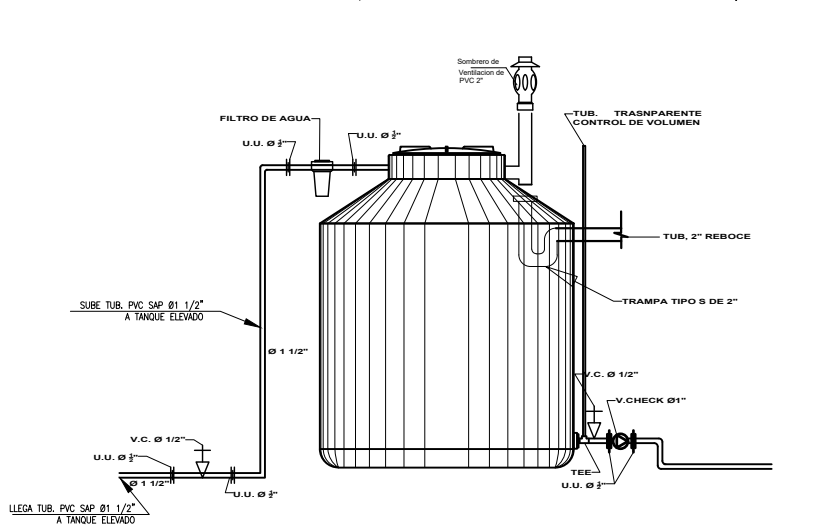 Sombrero de
Ventilacion de
PVC 2"
FILTRO DE AGUA
U.U. Ø ½"
U.U. Ø ½"
TUB. TRASNPARENTE
CONTROL DE VOLUMEN
TUB, 2" REBOCE
TRAMPA TIPO S DE 2"
SUBE TUB. PVC SAP Ø1 1/2"
A TANQUE ELEVADO
Ø 1 1/2"
V.C. Ø 1/2"
V.CHECK Ø1"
V.C. Ø 1/2"
U.U. Ø ½"
Ø 1 1/2"
U.U. Ø ½"
TEE
U.U. Ø ½"
LLEGA TUB. PVC SAP Ø1 1/2"
A TANQUE ELEVADO